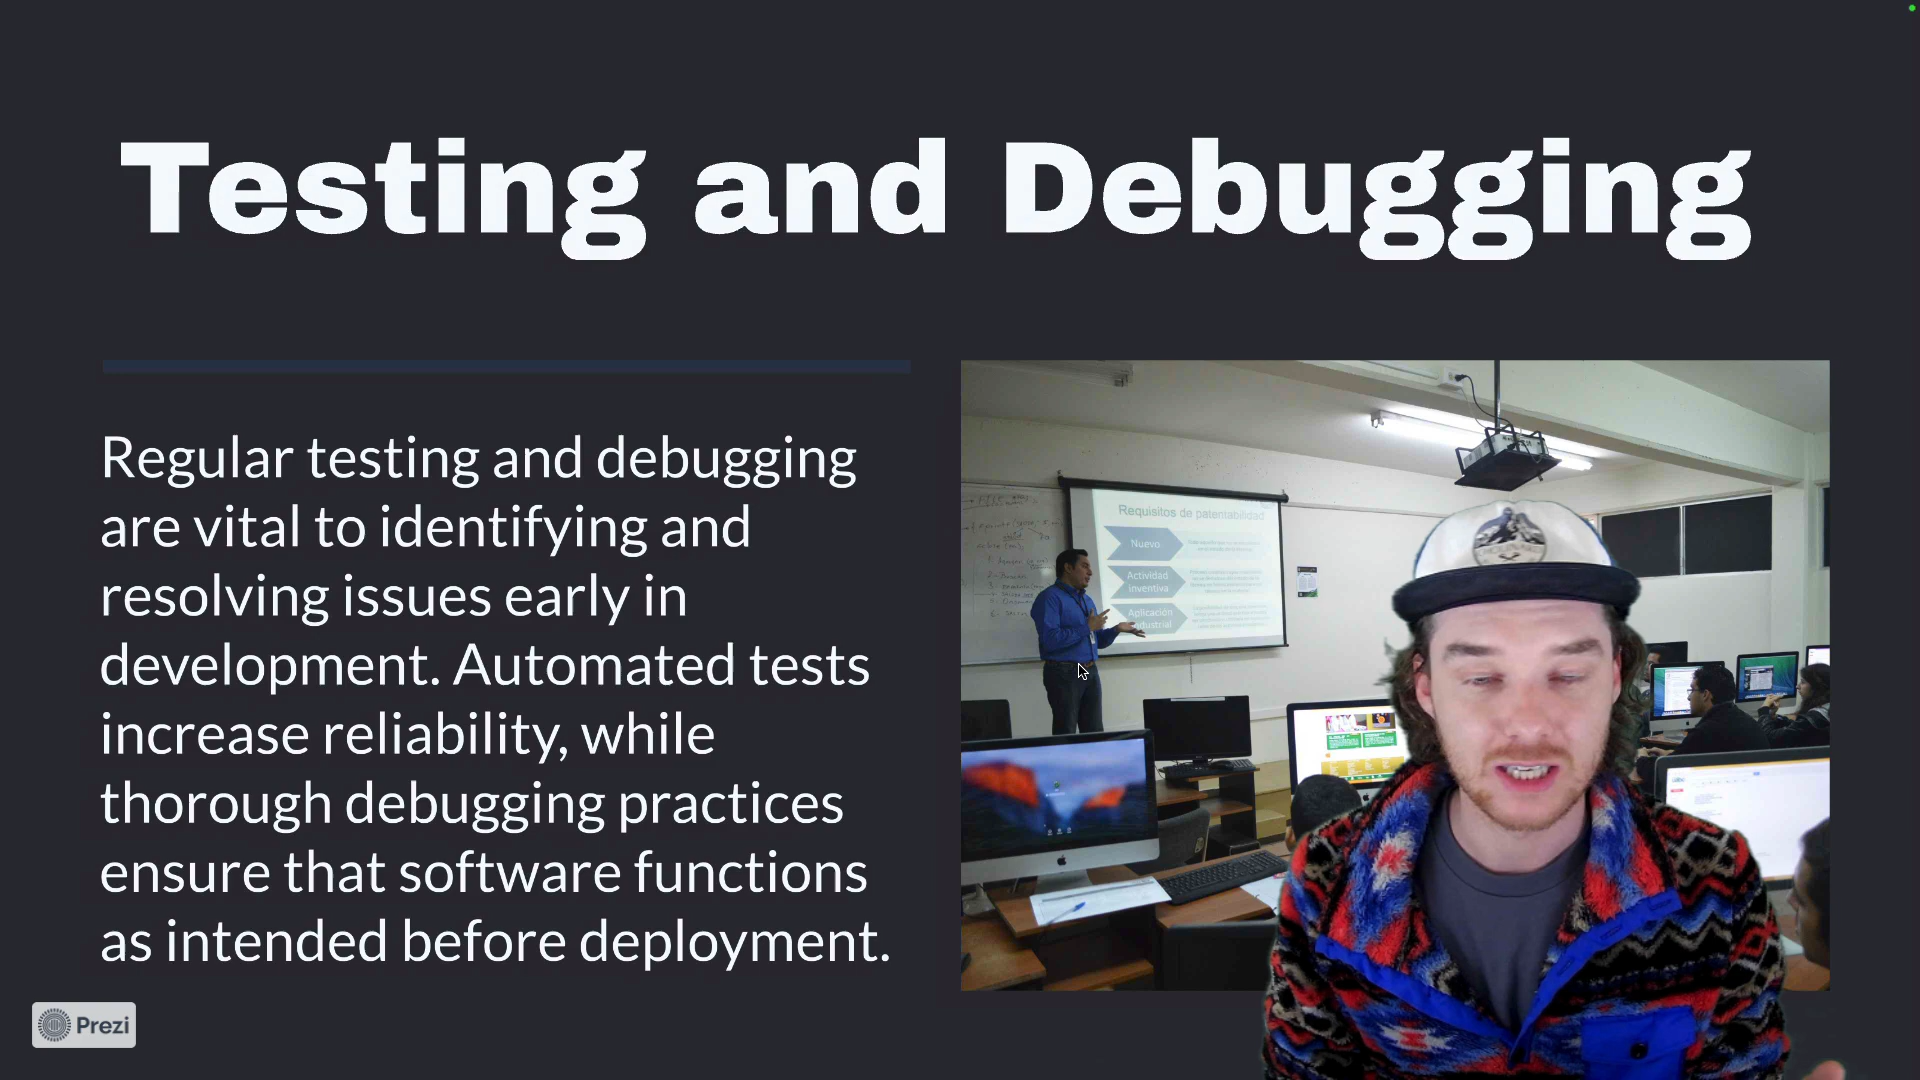 Testing and Debugging
Regular testing and debugging
are vital to identifying and
resolving issues early in
development. Automated tests
increase reliability, while
thorough debugging practices
ensure that software functions
as intended before deployment.
Requisitos de patentabilidad
Nuevo
Actividad
inventiva
Aplicación
industrial
Prezi